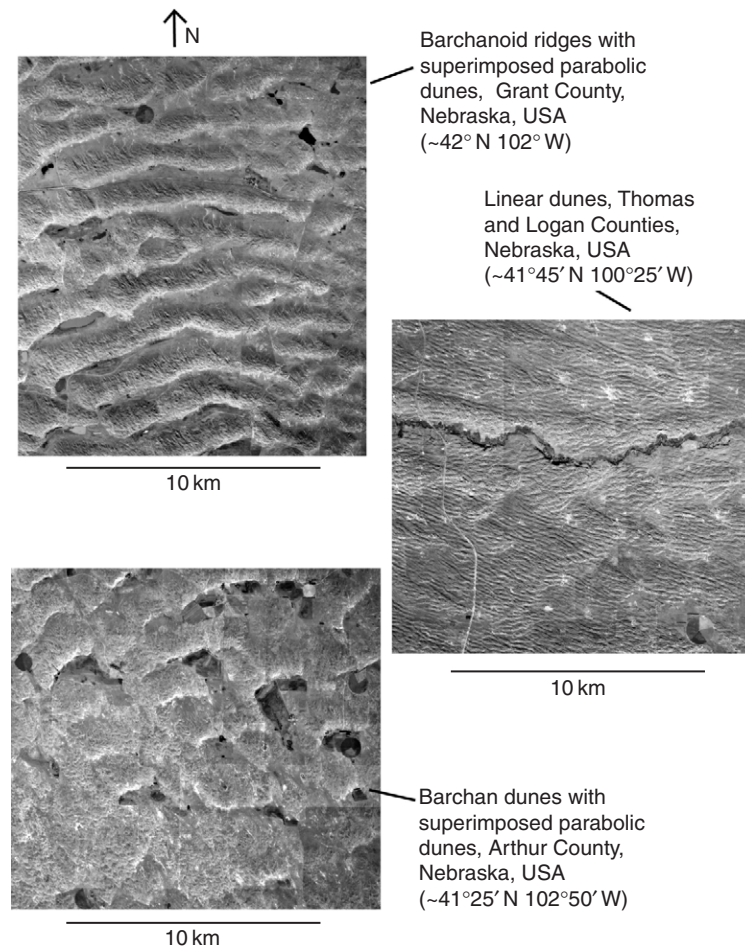 N
Barchanoid ridges with
superimposed parabolic
dunes, Grant County,
Nebraska, USA
(~42° N 102° W)
10 km
Linear dunes, Thomas
and Logan Counties,
Nebraska, USA
(~41°45′ N 100°25′ W)
10 km
Barchan dunes with
superimposed parabolic
dunes, Arthur County,
Nebraska, USA
(~41°25′ N 102°50′ W)
10 km